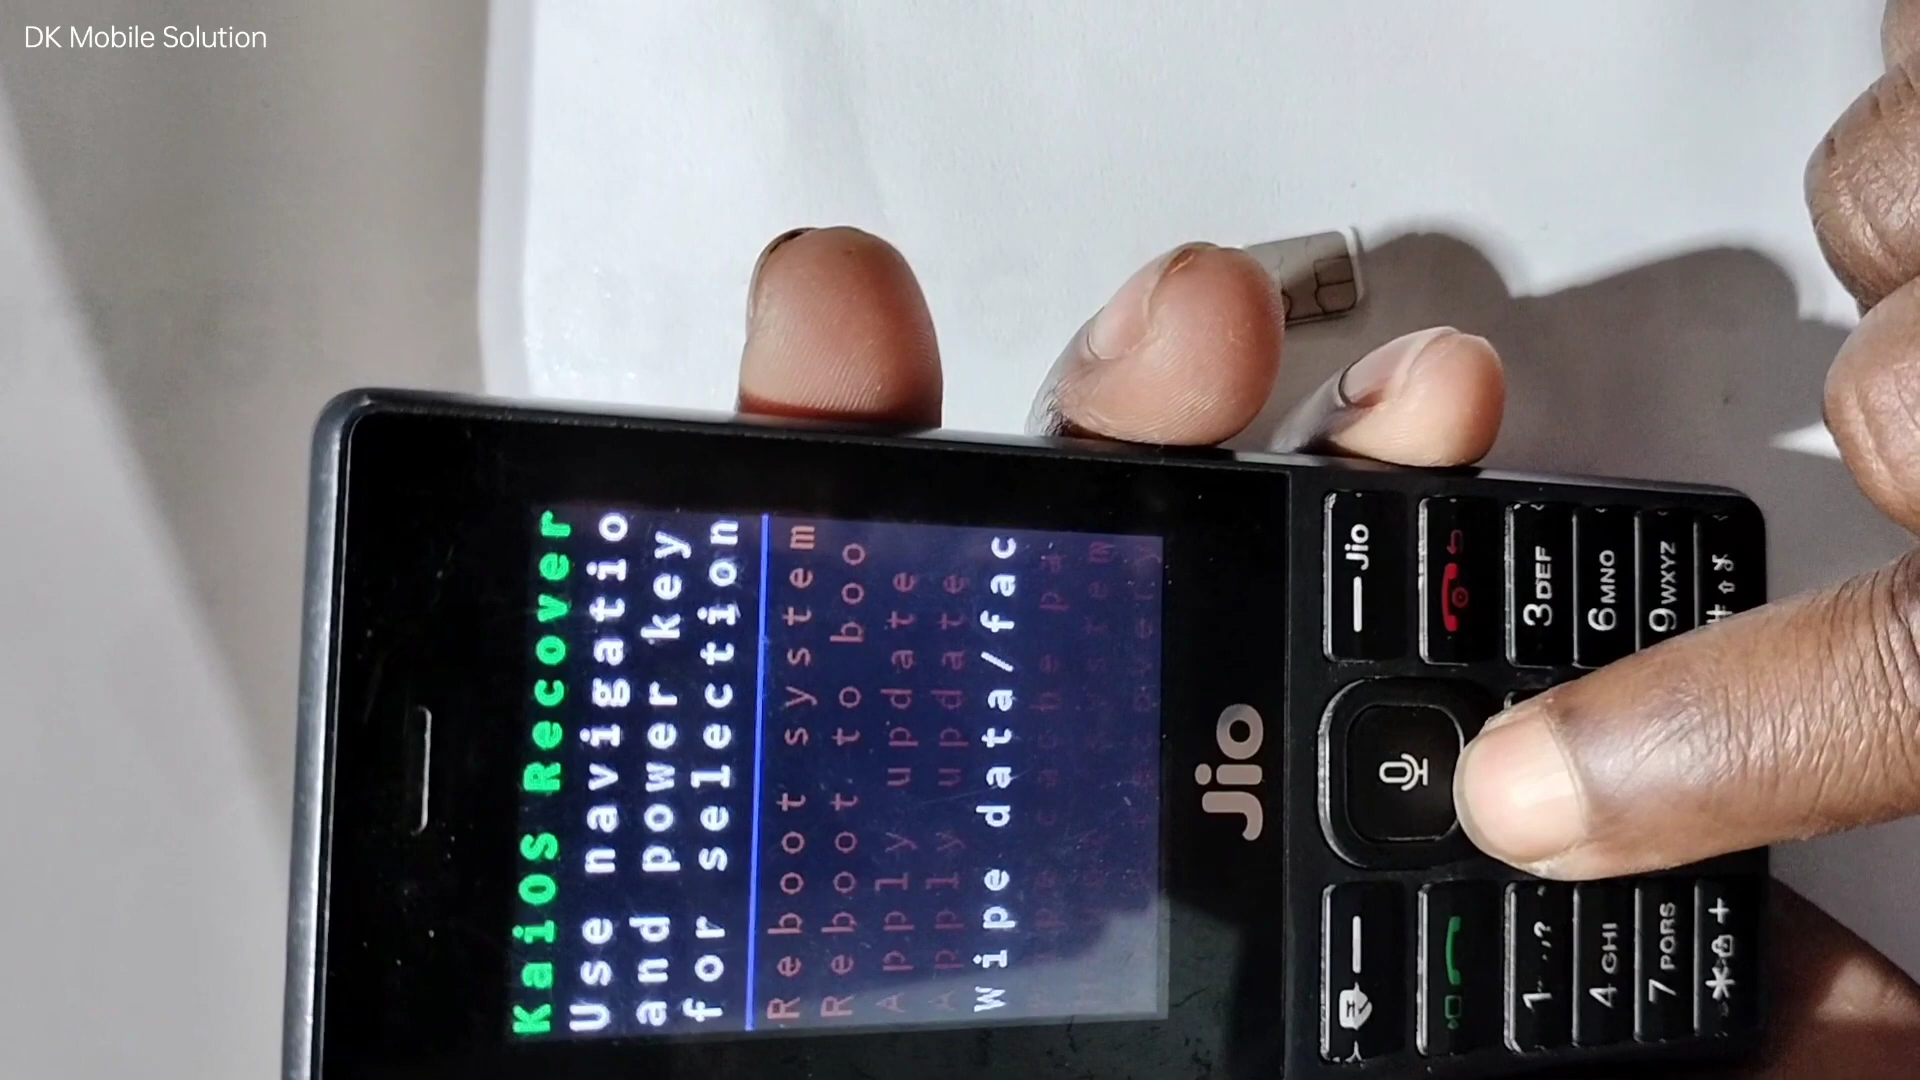 DK Mobile Solution
Kaios Recover
Use navigatio
and power key
for selection
Reboot system
Reboot to boo
Apply update
Apply update
Wipe data/fac
Jio
Jio
1 .,?
3DEF
4GHI
6MNO
7PQRS
9WXYZ
* +
#